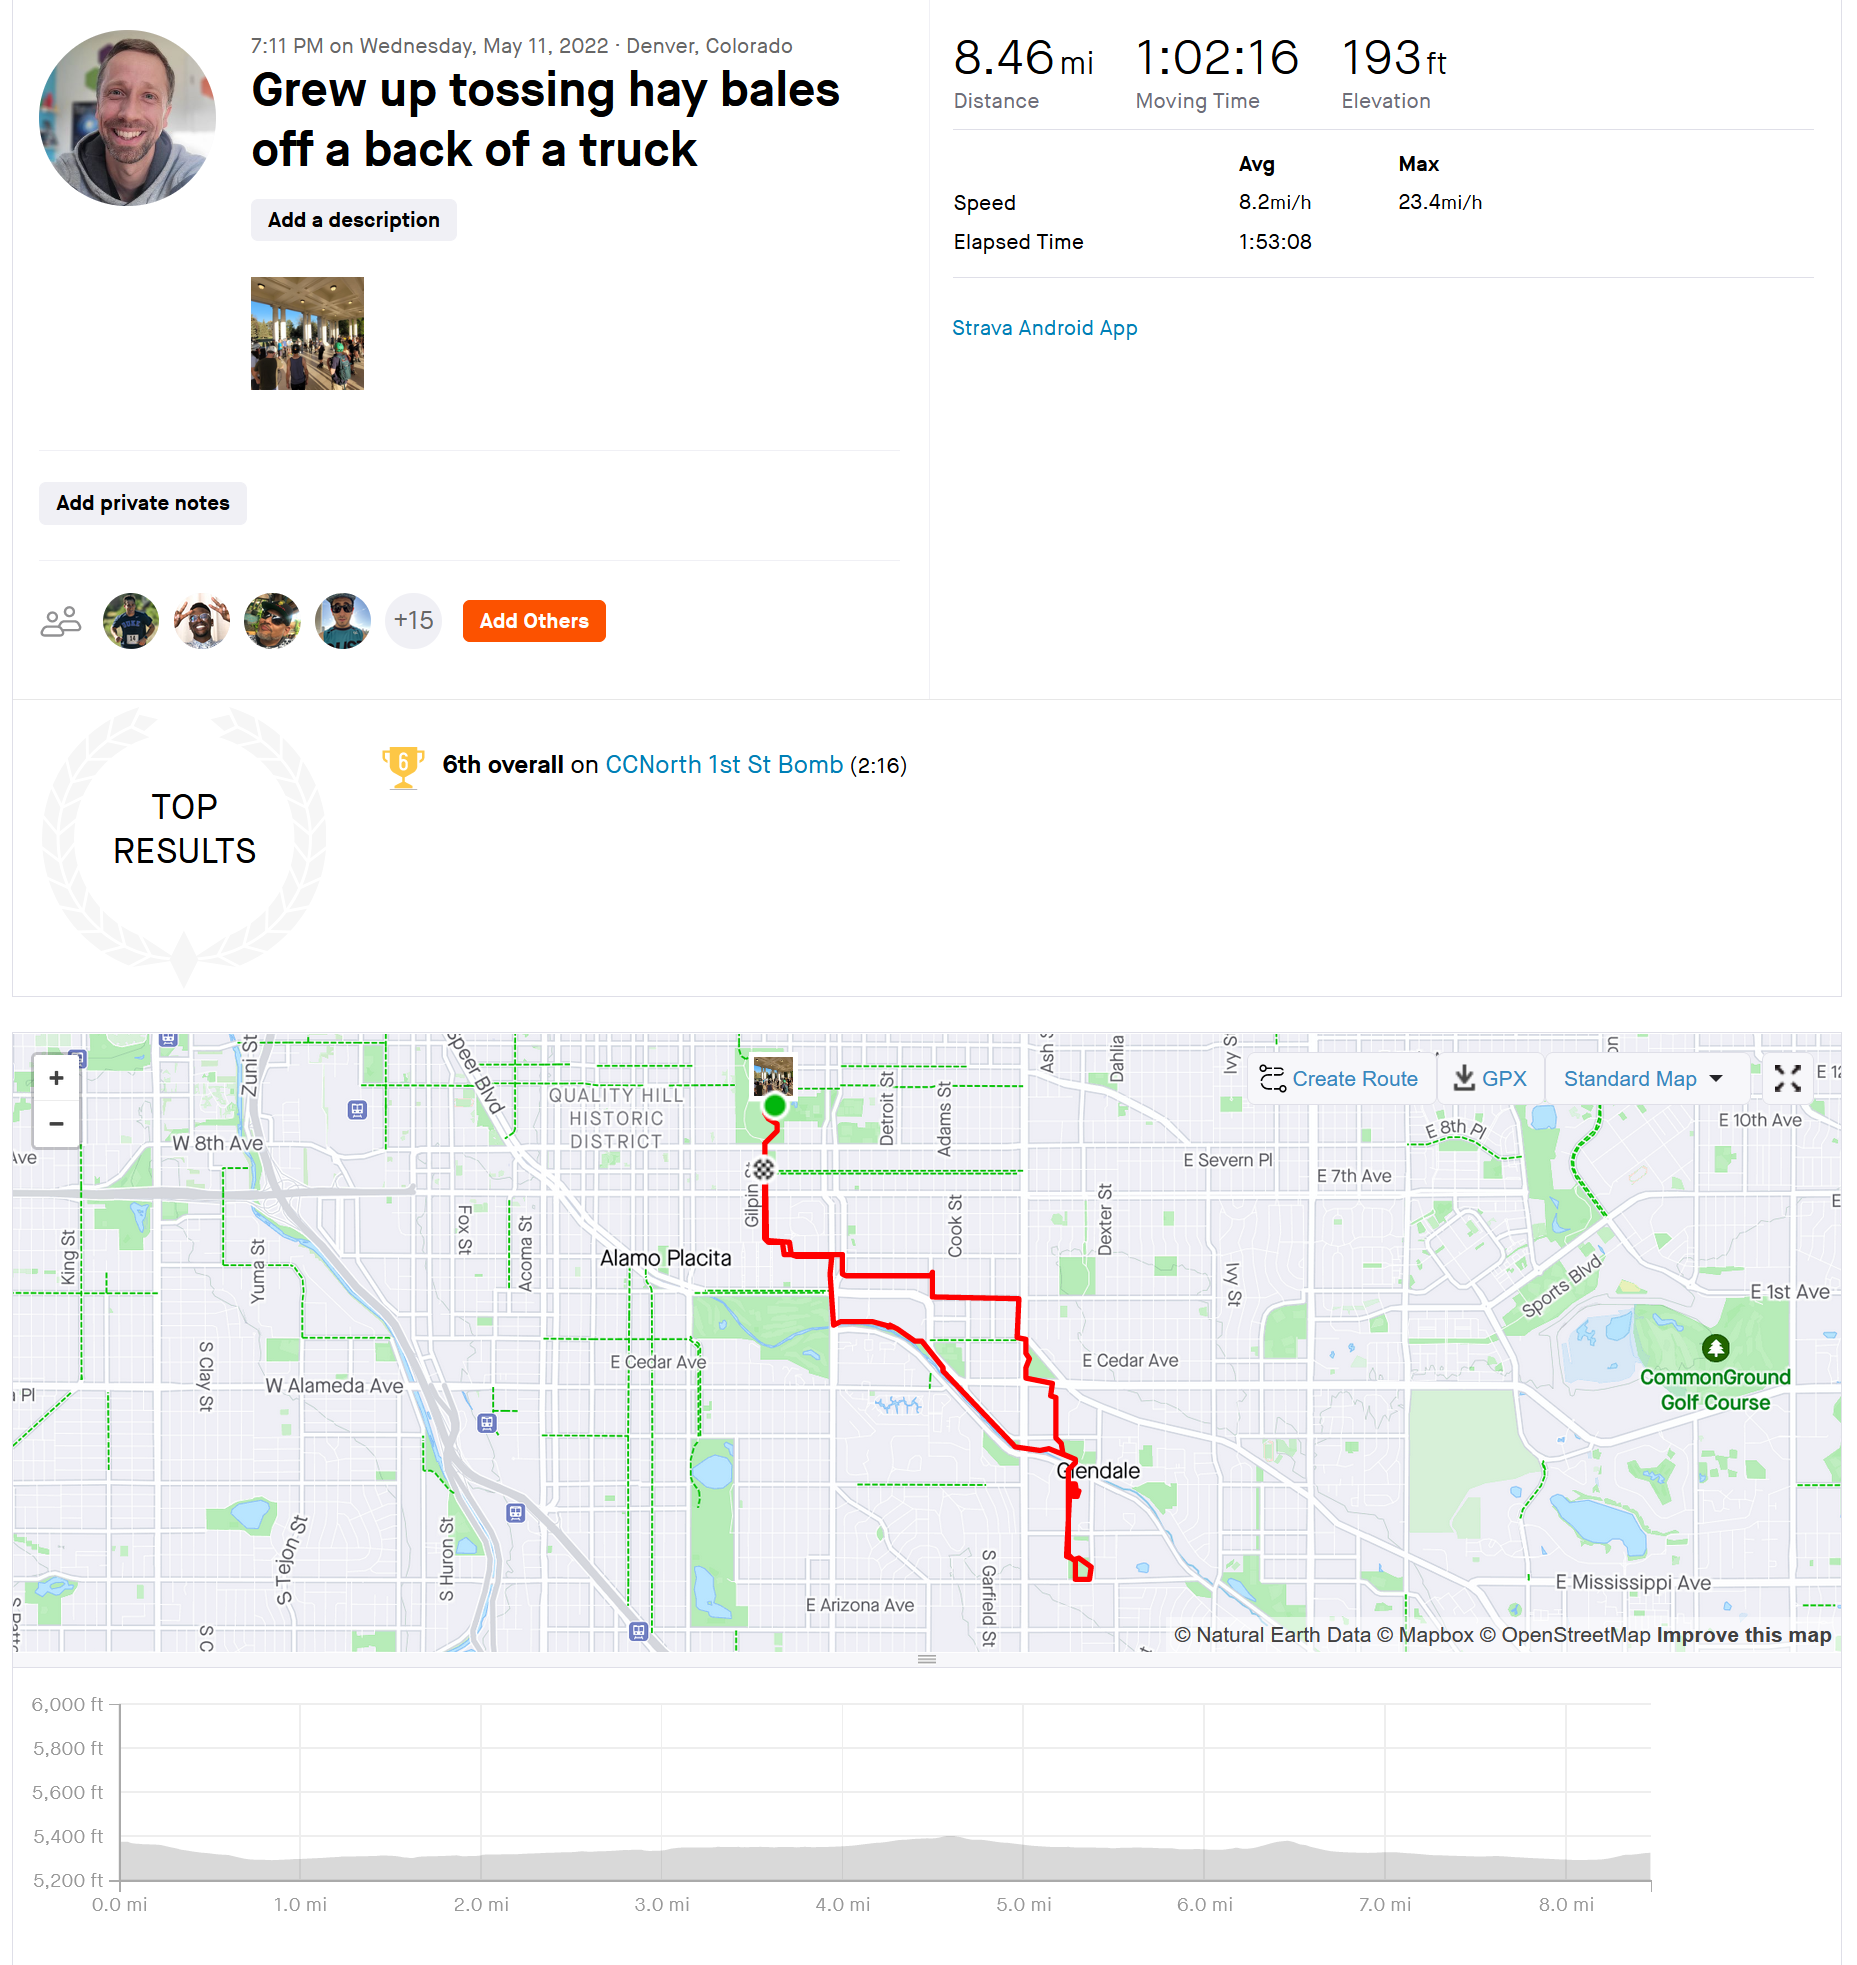 7:11 PM on Wednesday, May 11, 2022 · Denver, Colorado
Grew up tossing hay bales
off a back of a truck
Add a description
8.46 mi
1:02:16
193 ft
Distance
Moving Time
Elevation
Avg
Max
Speed
8.2mi/h
23.4mi/h
Elapsed Time
1:53:08
Strava Android App
Add private notes
+15
Add Others
TOP
RESULTS
6
6th overall on CCNorth 1st St Bomb (2:16)
+
−
Zuni St
Speer Blvd
QUALITY HILL
HISTORIC
DISTRICT
Detroit St
Adams St
Ash S
Dahlia
Ivy S
Create Route
GPX
Standard Map
E 12
E 10th Ave
E 8th Pl
W 8th Ave
Ave
E Severn Pl
E 7th Ave
Gilpin S
King St
Yuma St
Fox St
Acoma St
Alamo Placita
Cook St
Dexter St
Ivy St
Sports Blvd
E 1st Ave
E
S Clay St
E Cedar Ave
E Cedar Ave
W Alameda Ave
Pl
CommonGround
Golf Course
Glendale
S Tejon St
S Huron St
S Garfield St
E Arizona Ave
E Mississippi Ave
S C
© Natural Earth Data © Mapbox © OpenStreetMap Improve this map
6,000 ft
5,800 ft
5,600 ft
5,400 ft
5,200 ft
0.0 mi
1.0 mi
2.0 mi
3.0 mi
4.0 mi
5.0 mi
6.0 mi
7.0 mi
8.0 mi